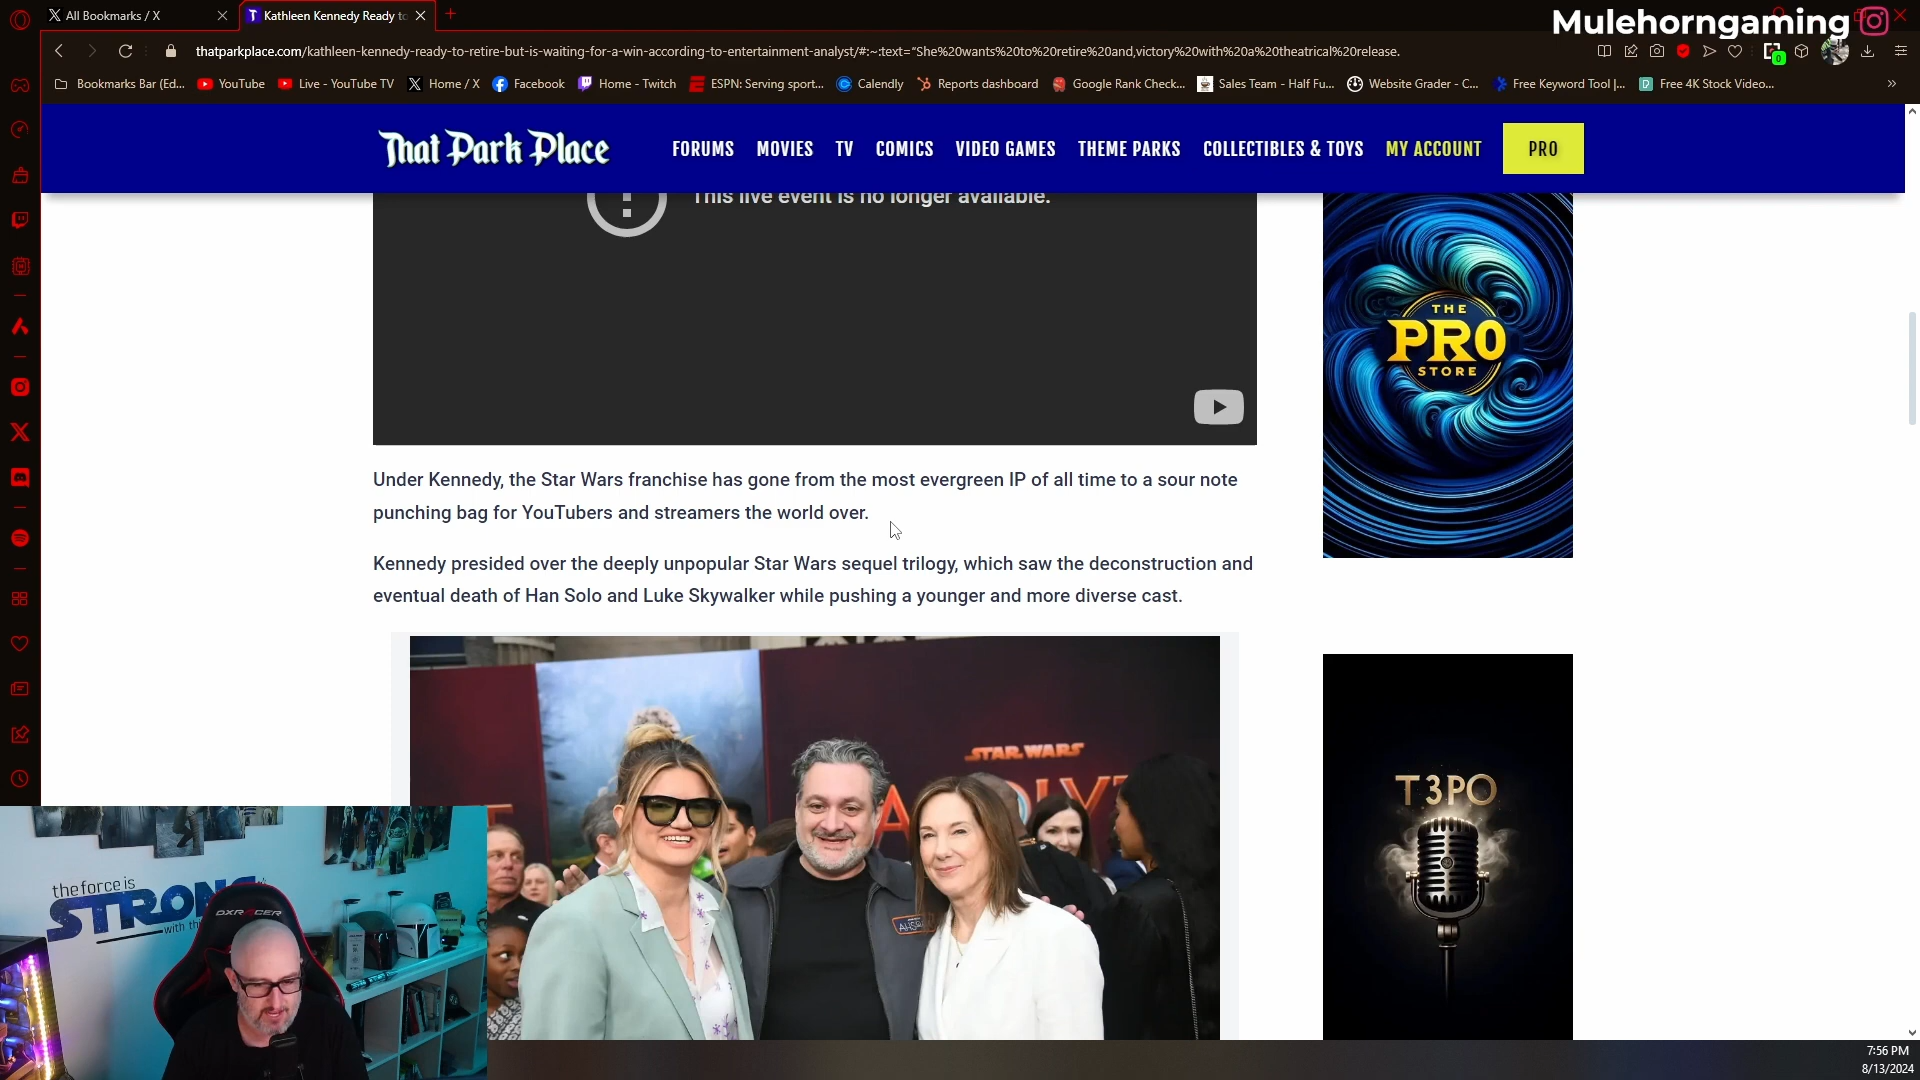 Mulehorngaming
All Bookmarks / X
Kathleen Kennedy Ready to
thatparkplace.com/kathleen-kennedy-ready-to-retire-but-is-waiting-for-a-win-according-to-entertainment-analyst/#:~:text="She%20wants%20to%20retire%20and,victory%20with%20a%20theatrical%20release.
0
Bookmarks Bar (Ed...
YouTube
Live - YouTube TV
Home / X
Facebook
Home - Twitch
ESPN: Serving sport...
Calendly
Reports dashboard
Google Rank Check...
Sales Team - Half Fu...
Website Grader - C...
Free Keyword Tool |...
Free 4K Stock Video...
That Park Place
FORUMS MOVIES TV COMICS VIDEO GAMES THEME PARKS COLLECTIBLES & TOYS MY ACCOUNT PRO
This live event is no longer available.
THE
PRO
STORE
Under Kennedy, the Star Wars franchise has gone from the most evergreen IP of all time to a sour note
punching bag for YouTubers and streamers the world over.
Kennedy presided over the deeply unpopular Star Wars sequel trilogy, which saw the deconstruction and
eventual death of Han Solo and Luke Skywalker while pushing a younger and more diverse cast.
STAR WARS
T3PO
the force is
STRONG
with th
DXRACER
7:56 PM
8/13/2024